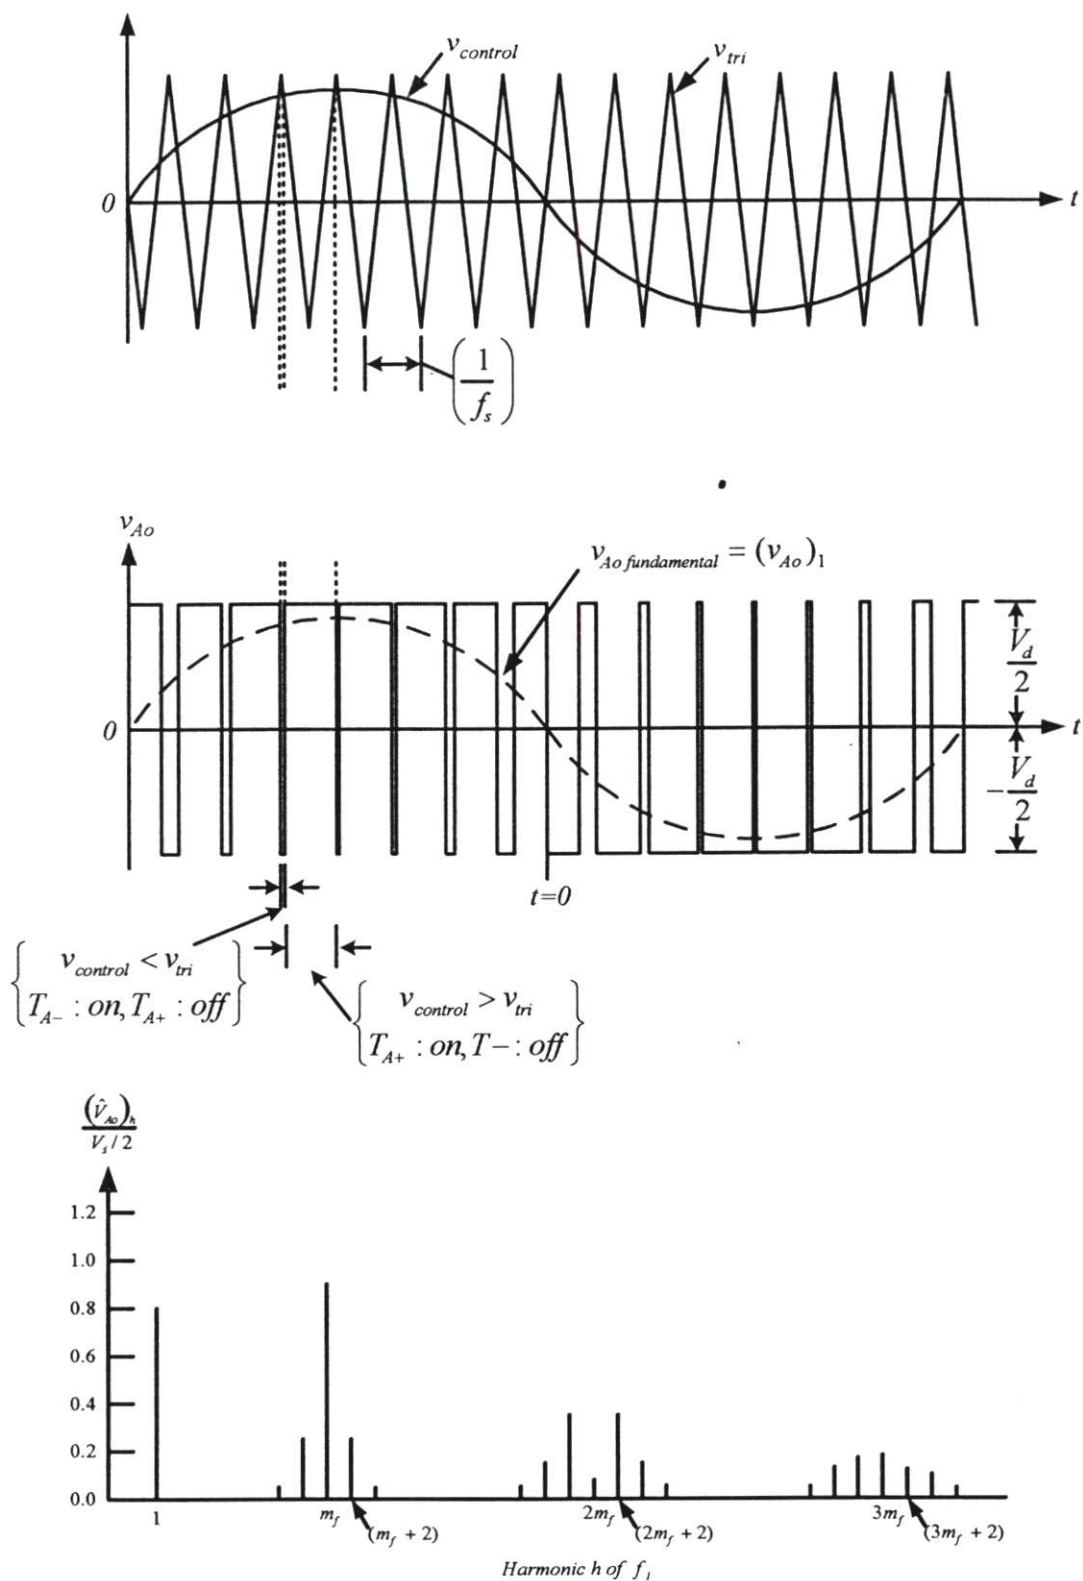 v_control
v_tri
0
t
(1/f_s)
v_Ao
v_Ao fundamental = (v_Ao)_1
V_d/2
0
t
-V_d/2
t=0
{v_control < v_tri
T_A- : on, T_A+ : off}
{v_control > v_tri
T_A+ : on, T- : off}
(V̂_Ao)_h
V_s / 2
1.2
1.0
0.8
0.6
0.4
0.2
0.0
1
m_f
(m_f + 2)
2m_f
(2m_f + 2)
3m_f
(3m_f + 2)
Harmonic h of f_1